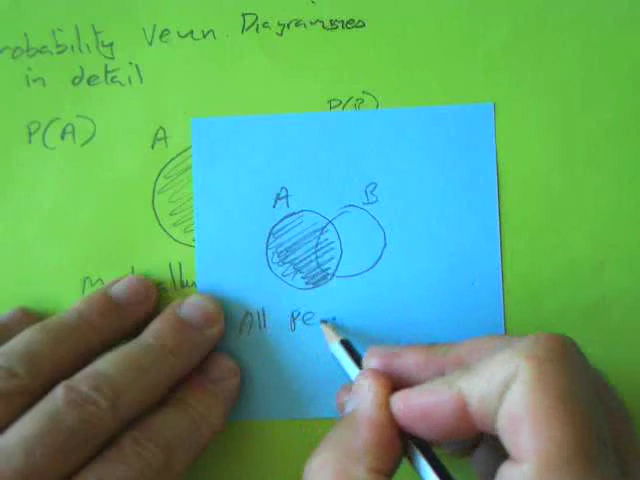 robability Venn Diagrams
in detail
P(A)
A
P(B)
A
B
All pe